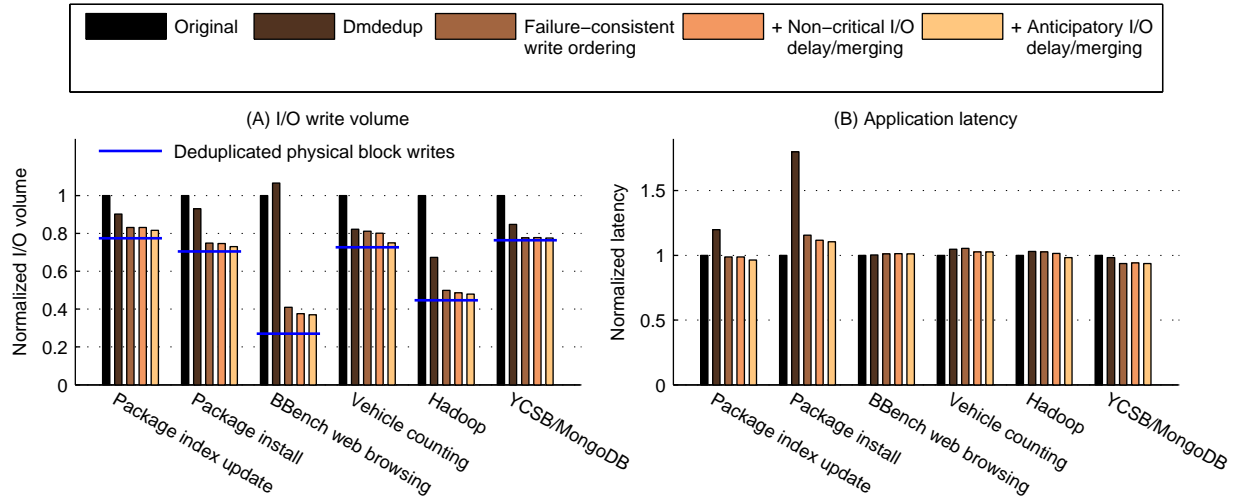 Original
Dmdedup
Failure−consistent
write ordering
+ Non−critical I/O
delay/merging
+ Anticipatory I/O
delay/merging
(A) I/O write volume
Deduplicated physical block writes
Normalized I/O volume
1
0.8
0.6
0.4
0.2
0
Package index update
Package install
BBench web browsing
Vehicle counting
Hadoop
YCSB/MongoDB
(B) Application latency
Normalized latency
1.5
1
0.5
0
Package index update
Package install
BBench web browsing
Vehicle counting
Hadoop
YCSB/MongoDB